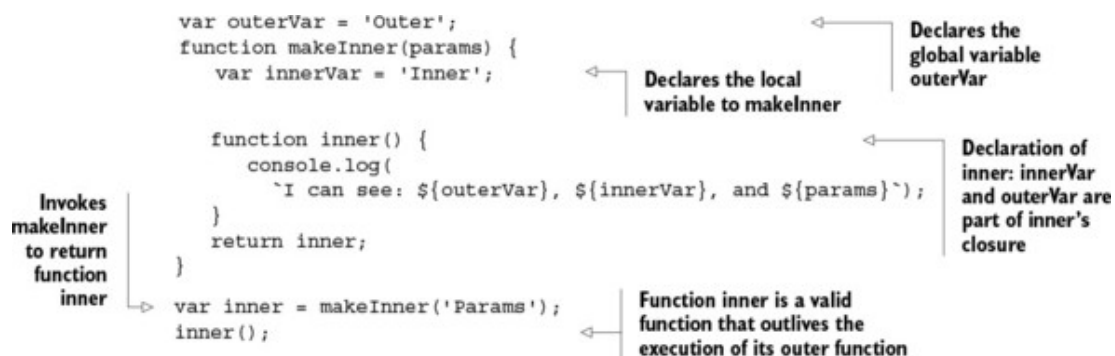 var outerVar = 'Outer';
function makeInner(params) {
var innerVar = 'Inner';
function inner() {
console.log(
`I can see: ${outerVar}, ${innerVar}, and ${params}`);
}
return inner;
}
var inner = makeInner('Params');
inner();
Declares the
global variable
outerVar
Declares the local
variable to makeInner
Declaration of
inner: innerVar
and outerVar are
part of inner's
closure
Invokes
makeInner
to return
function
inner
Function inner is a valid
function that outlives the
execution of its outer function